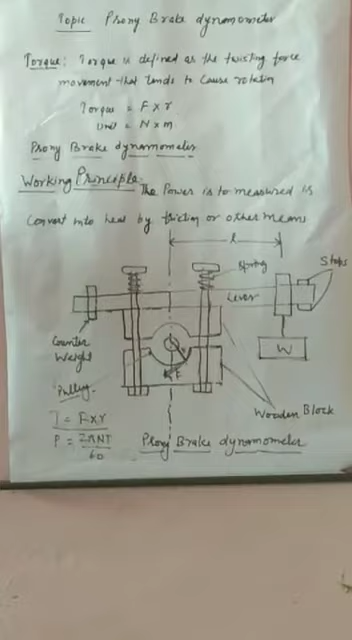 Topic Prony Brake dynamometer
Torque: Torque is defined as the twisting force
movement that tends to cause rotation
Torque = F x r
Unit = N x m
Prony Brake dynamometer
Working Principle- The Power is to measured is
Convert into heat by friction or other means
l
Spring
Stops
Lever
Counter
Weight
W
r
F
Pulley
Wooden Block
T = F x r
P = 2πNT
60
Prony Brake dynamometer